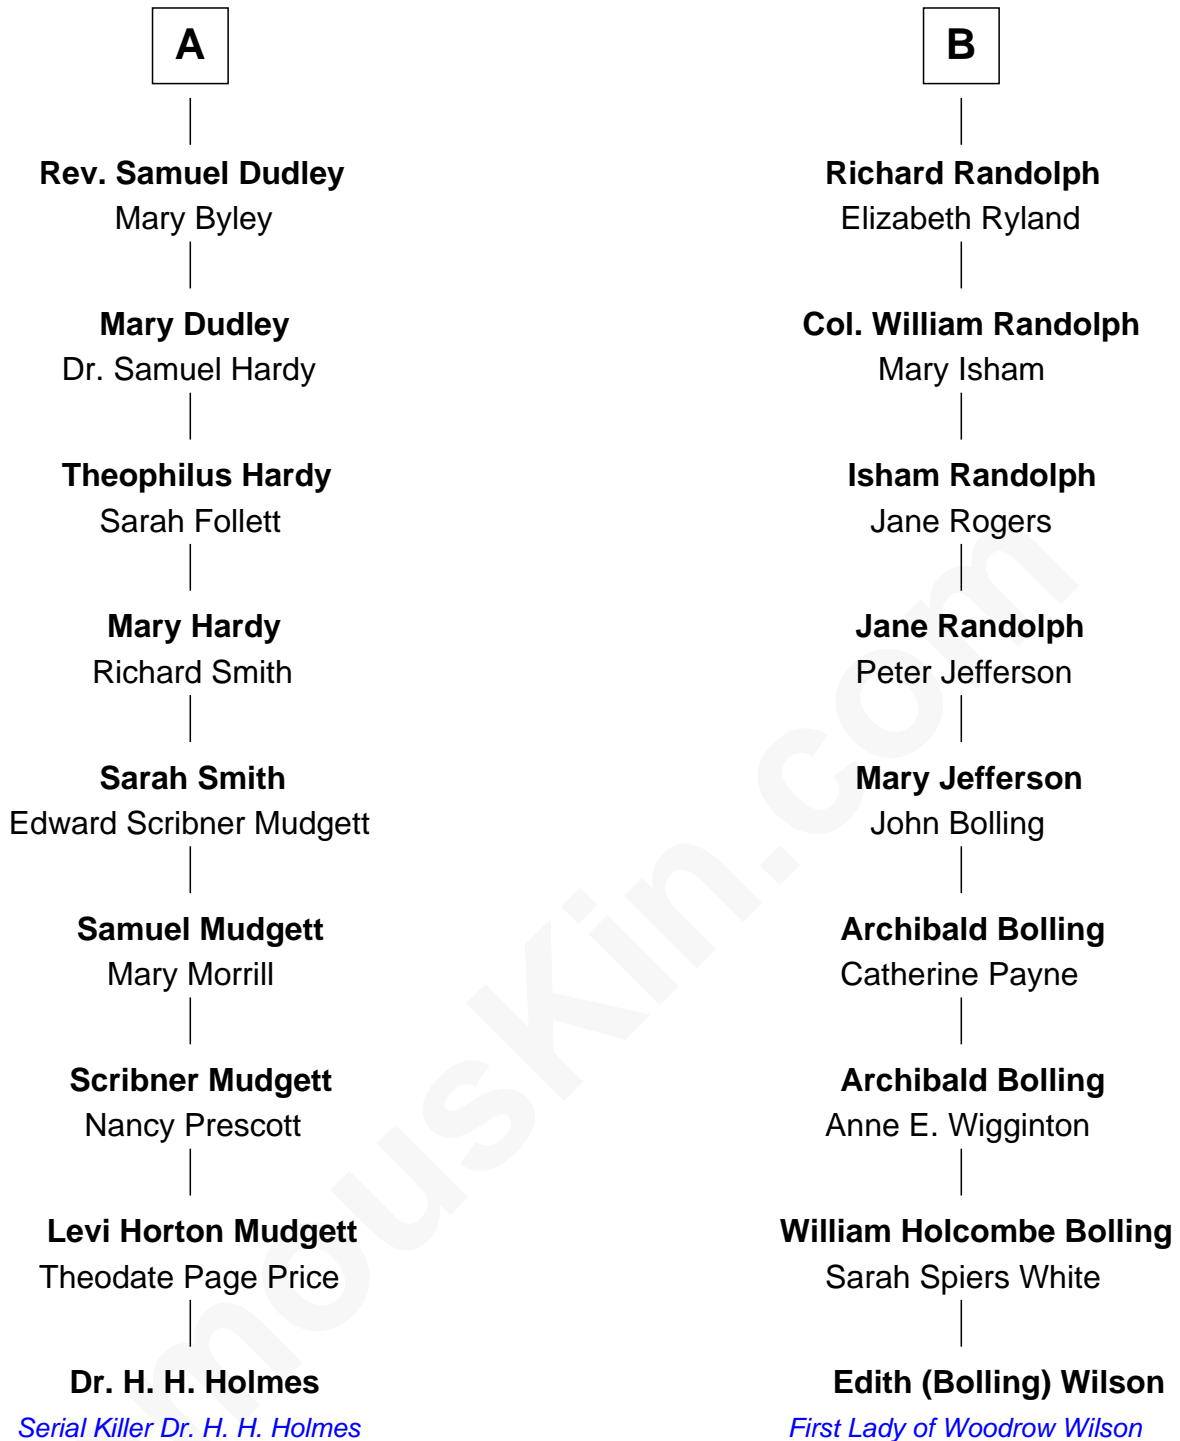 A
Rev. Samuel Dudley
Mary Byley
Mary Dudley
Dr. Samuel Hardy
Theophilus Hardy
Sarah Follett
Mary Hardy
Richard Smith
Sarah Smith
Edward Scribner Mudgett
Samuel Mudgett
Mary Morrill
Scribner Mudgett
Nancy Prescott
Levi Horton Mudgett
Theodate Page Price
Dr. H. H. Holmes
Serial Killer Dr. H. H. Holmes
B
Richard Randolph
Elizabeth Ryland
Col. William Randolph
Mary Isham
Isham Randolph
Jane Rogers
Jane Randolph
Peter Jefferson
Mary Jefferson
John Bolling
Archibald Bolling
Catherine Payne
Archibald Bolling
Anne E. Wigginton
William Holcombe Bolling
Sarah Spiers White
Edith (Bolling) Wilson
First Lady of Woodrow Wilson
mousKin.com